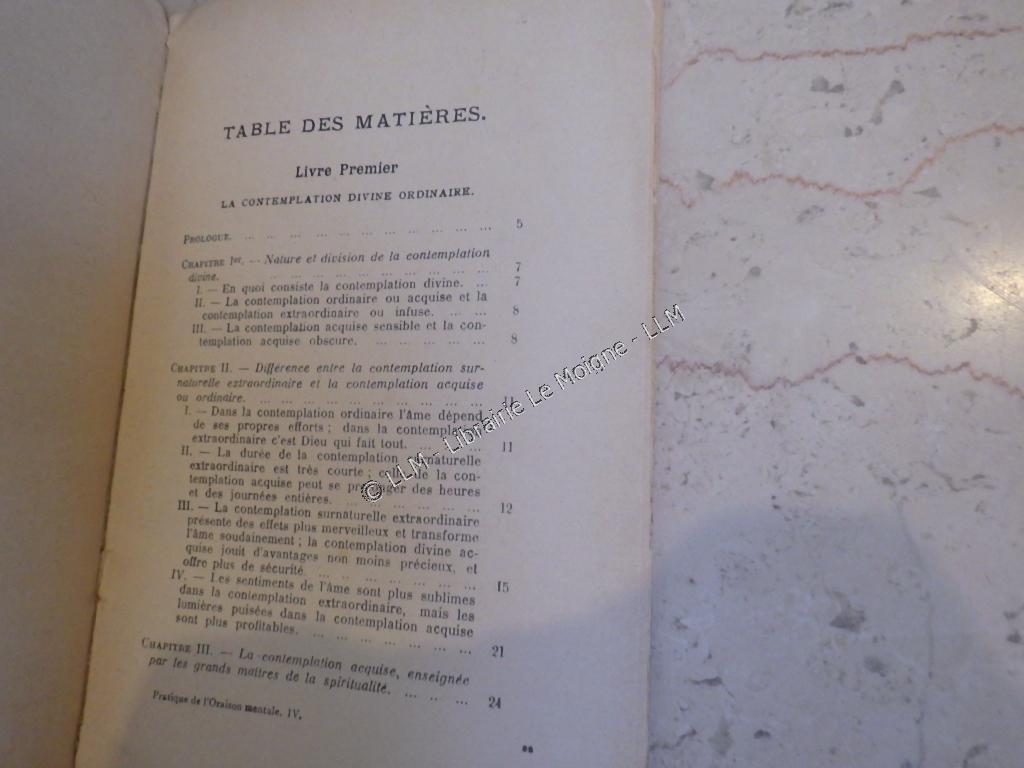 TABLE DES MATIÈRES.
Livre Premier
LA CONTEMPLATION DIVINE ORDINAIRE.
PROLOGUE. ... ... ... ... ... ... ... ... ... ... ... 5
CHAPITRE Ier. — Nature et division de la contemplation
divine. ... ... ... ... ... ... ... ... ... ... 7
I. — En quoi consiste la contemplation divine. ... 7
II. — La contemplation ordinaire ou acquise et la
contemplation extraordinaire ou infuse. ... ... 8
III. — La contemplation acquise sensible et la con-
templation acquise obscure. ... ... ... ... ... 8
CHAPITRE II. — Différence entre la contemplation sur-
naturelle extraordinaire et la contemplation acquise
ou ordinaire. ... ... ... ... ... ... ... ... ... ... 11
I. — Dans la contemplation ordinaire l'âme dépend
de ses propres efforts ; dans la contemplation
extraordinaire c'est Dieu qui fait tout. ... ... ... 11
II. — La durée de la contemplation surnaturelle
extraordinaire est très courte ; celle de la con-
templation acquise peut se prolonger des heures
et des journées entières. ... ... ... ... ... ... 12
III. — La contemplation surnaturelle extraordinaire
présente des effets plus merveilleux et transforme
l'âme soudainement ; la contemplation divine ac-
quise jouit d'avantages non moins précieux, et
offre plus de sécurité. ... ... ... ... ... ... ... 15
IV. — Les sentiments de l'âme sont plus sublimes
dans la contemplation extraordinaire, mais les
lumières puisées dans la contemplation acquise
sont plus profitables. ... ... ... ... ... ... ... 21
CHAPITRE III. — La contemplation acquise, enseignée
par les grands maîtres de la spiritualité. ... ... ... 24
Pratique de l'Oraison mentale. IV.
© LLM - Librairie Le Moigne - LLM